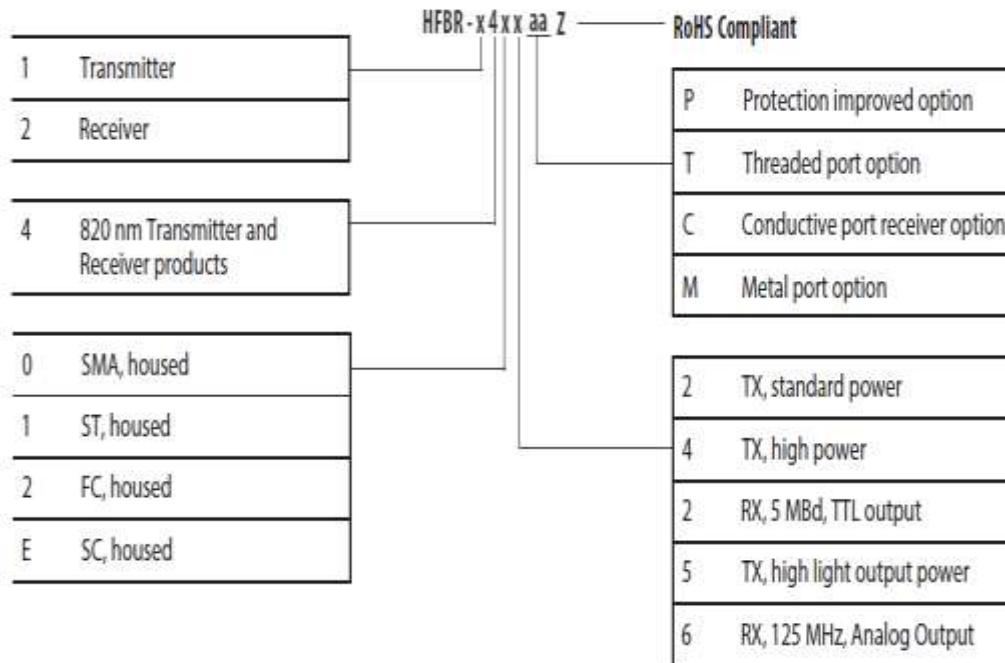 HFBR-x4xxaaZ RoHS Compliant
1 Transmitter
2 Receiver
4 820 nm Transmitter and
Receiver products
0 SMA, housed
1 ST, housed
2 FC, housed
E SC, housed
P Protection improved option
T Threaded port option
C Conductive port receiver option
M Metal port option
2 TX, standard power
4 TX, high power
2 RX, 5 MBd, TTL output
5 TX, high light output power
6 RX, 125 MHz, Analog Output